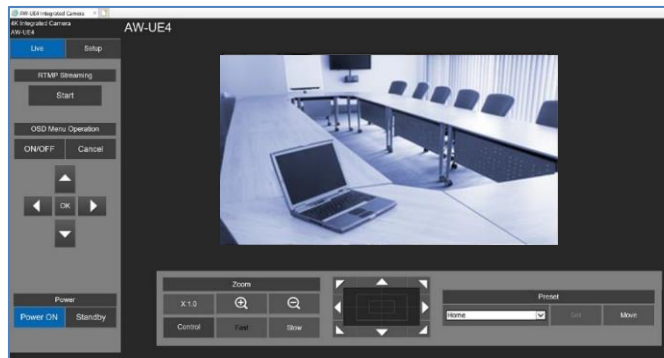 AW-UE4 Integrated Camera
4K Integrated Camera
AW-UE4
AW-UE4
Live Setup
RTMP Streaming
Start
OSD Menu Operation
ON/OFF Cancel
OK
Power
Power ON Standby
Zoom
X 1.0
Control Fast Slow
Preset
Home Set Move